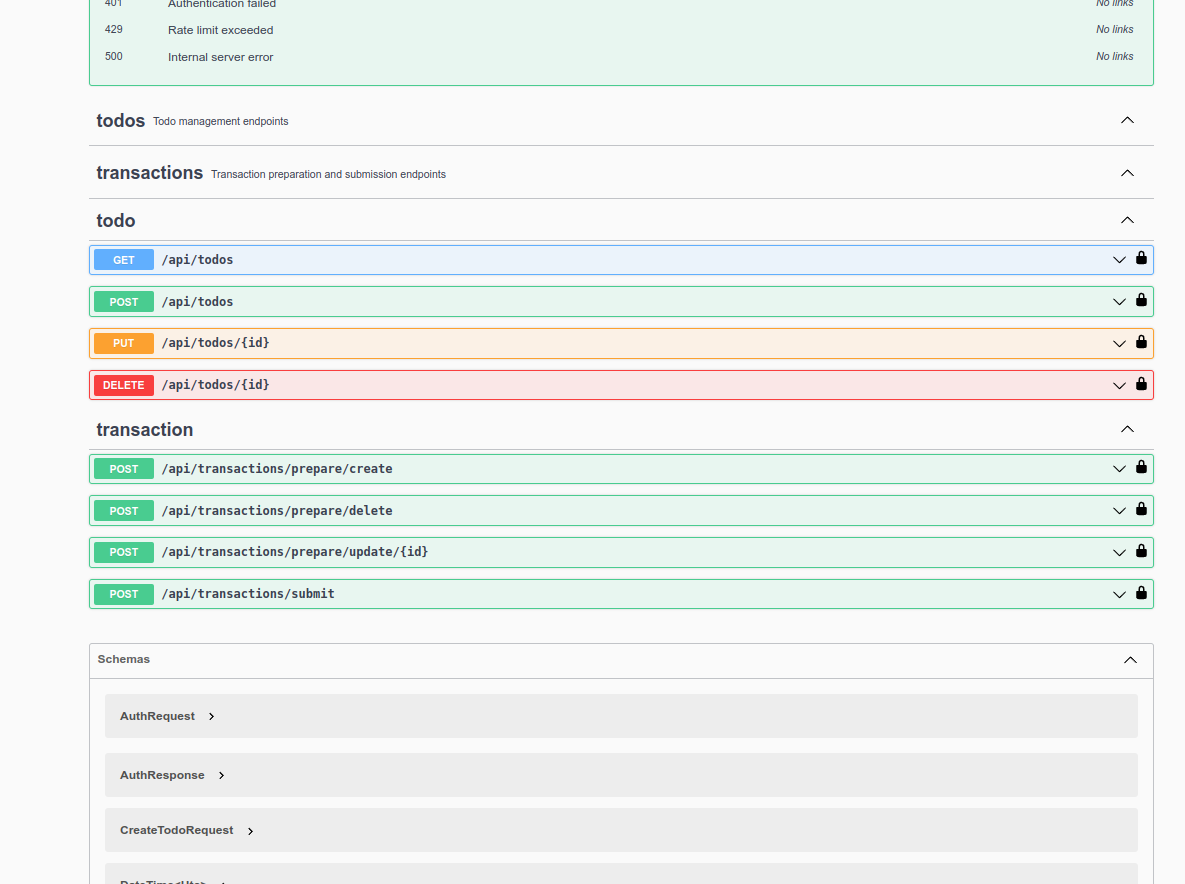 401 Authentication failed No links
429 Rate limit exceeded No links
500 Internal server error No links
todos Todo management endpoints
transactions Transaction preparation and submission endpoints
todo
GET /api/todos
POST /api/todos
PUT /api/todos/{id}
DELETE /api/todos/{id}
transaction
POST /api/transactions/prepare/create
POST /api/transactions/prepare/delete
POST /api/transactions/prepare/update/{id}
POST /api/transactions/submit
Schemas
AuthRequest
AuthResponse
CreateTodoRequest